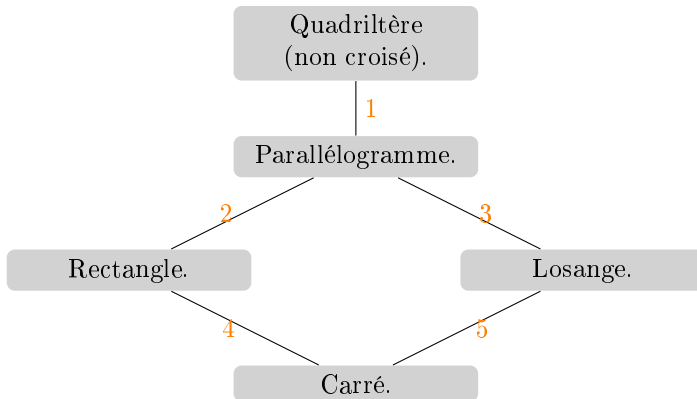 Quadriltère
(non croisé).
1
Parallélogramme.
2
3
Rectangle.
Losange.
4
5
Carré.